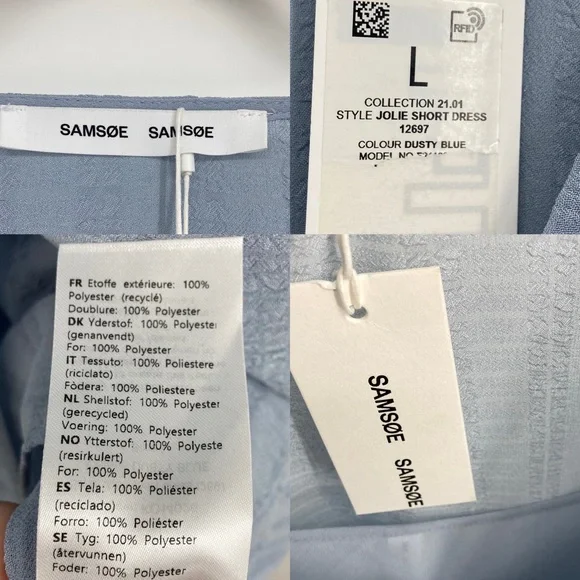 SAMSØE SAMSØE
RFID
L
COLLECTION 21.01
STYLE JOLIE SHORT DRESS
12697
COLOUR DUSTY BLUE
MODEL NO
FR Etoffe extérieure: 100%
Polyester (recyclé)
Doublure: 100% Polyester
DK Yderstof: 100% Polyester
(genanvendt)
For: 100% Polyester
IT Tessuto: 100% Poliestere
(riciclato)
Fòdera: 100% Poliestere
NL Shellstof: 100% Polyester
(gerecycled)
Voering: 100% Polyester
NO Ytterstof: 100% Polyeste
(resirkulert)
For: 100% Polyester
ES Tela: 100% Poliéster
(reciclado)
Forro: 100% Poliéster
SE Tyg: 100% Polyester
(återvunnen)
Foder: 100% Polyester
SAMSØE SAMSØE